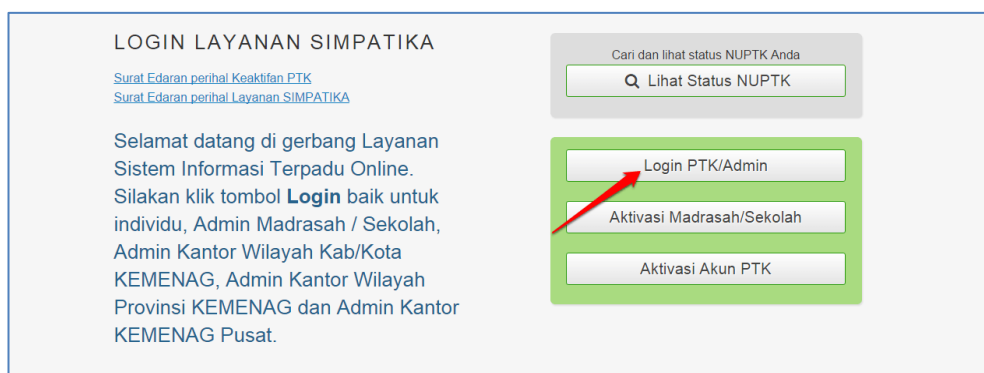 LOGIN LAYANAN SIMPATIKA
Surat Edaran perihal Keaktifan PTK
Surat Edaran perihal Layanan SIMPATIKA
Selamat datang di gerbang Layanan
Sistem Informasi Terpadu Online.
Silakan klik tombol Login baik untuk
individu, Admin Madrasah / Sekolah,
Admin Kantor Wilayah Kab/Kota
KEMENAG, Admin Kantor Wilayah
Provinsi KEMENAG dan Admin Kantor
KEMENAG Pusat.
Cari dan lihat status NUPTK Anda
Lihat Status NUPTK
Login PTK/Admin
Aktivasi Madrasah/Sekolah
Aktivasi Akun PTK